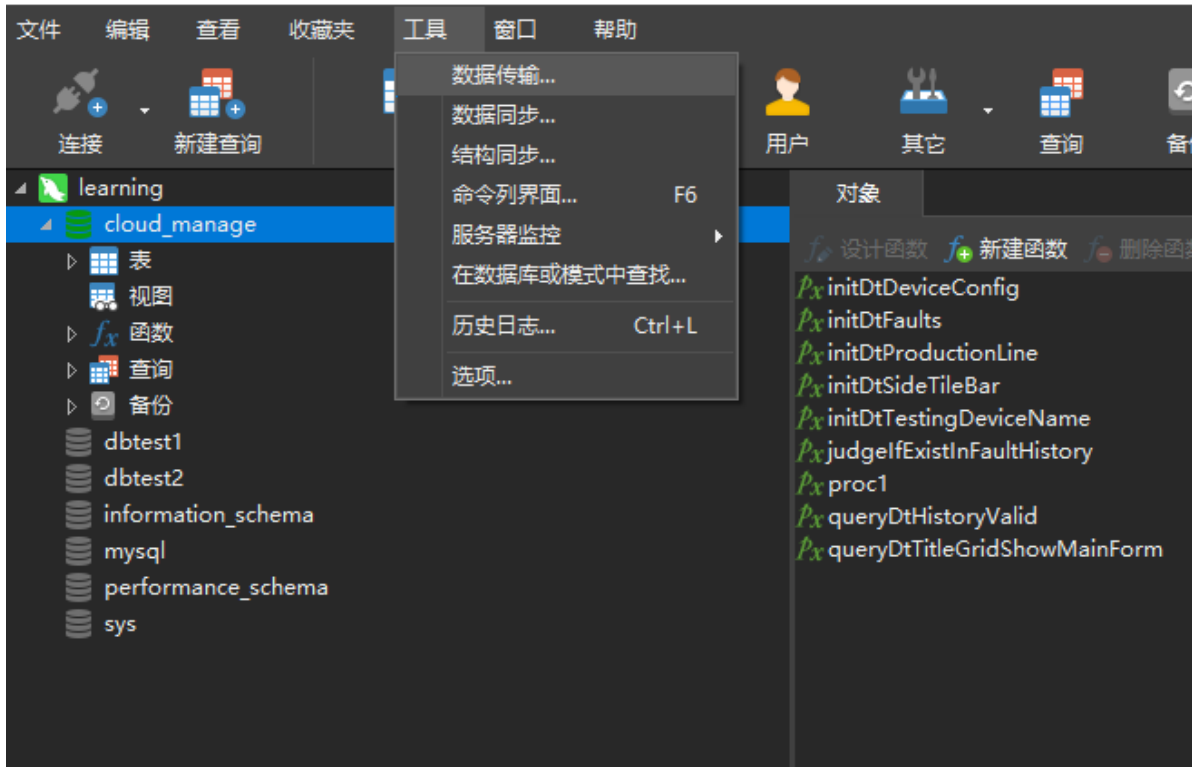 文件 编辑 查看 收藏夹 工具 窗口 帮助
连接 新建查询 用户 其它 查询
数据传输...
数据同步...
结构同步...
命令列界面... F6
服务器监控
在数据库或模式中查找...
历史日志... Ctrl+L
选项...
learning
cloud_manage
表
视图
fx 函数
查询
备份
dbtest1
dbtest2
information_schema
mysql
performance_schema
sys
对象
设计函数 新建函数 删除函数
initDtDeviceConfig
initDtFaults
initDtProductionLine
initDtSideTileBar
initDtTestingDeviceName
judgeIfExistInFaultHistory
proc1
queryDtHistoryValid
queryDtTitleGridShowMainForm